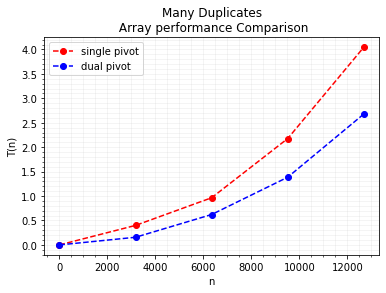 Many Duplicates
Array performance Comparison
single pivot
dual pivot
T(n)
4.0
3.5
3.0
2.5
2.0
1.5
1.0
0.5
0.0
0 2000 4000 6000 8000 10000 12000
n